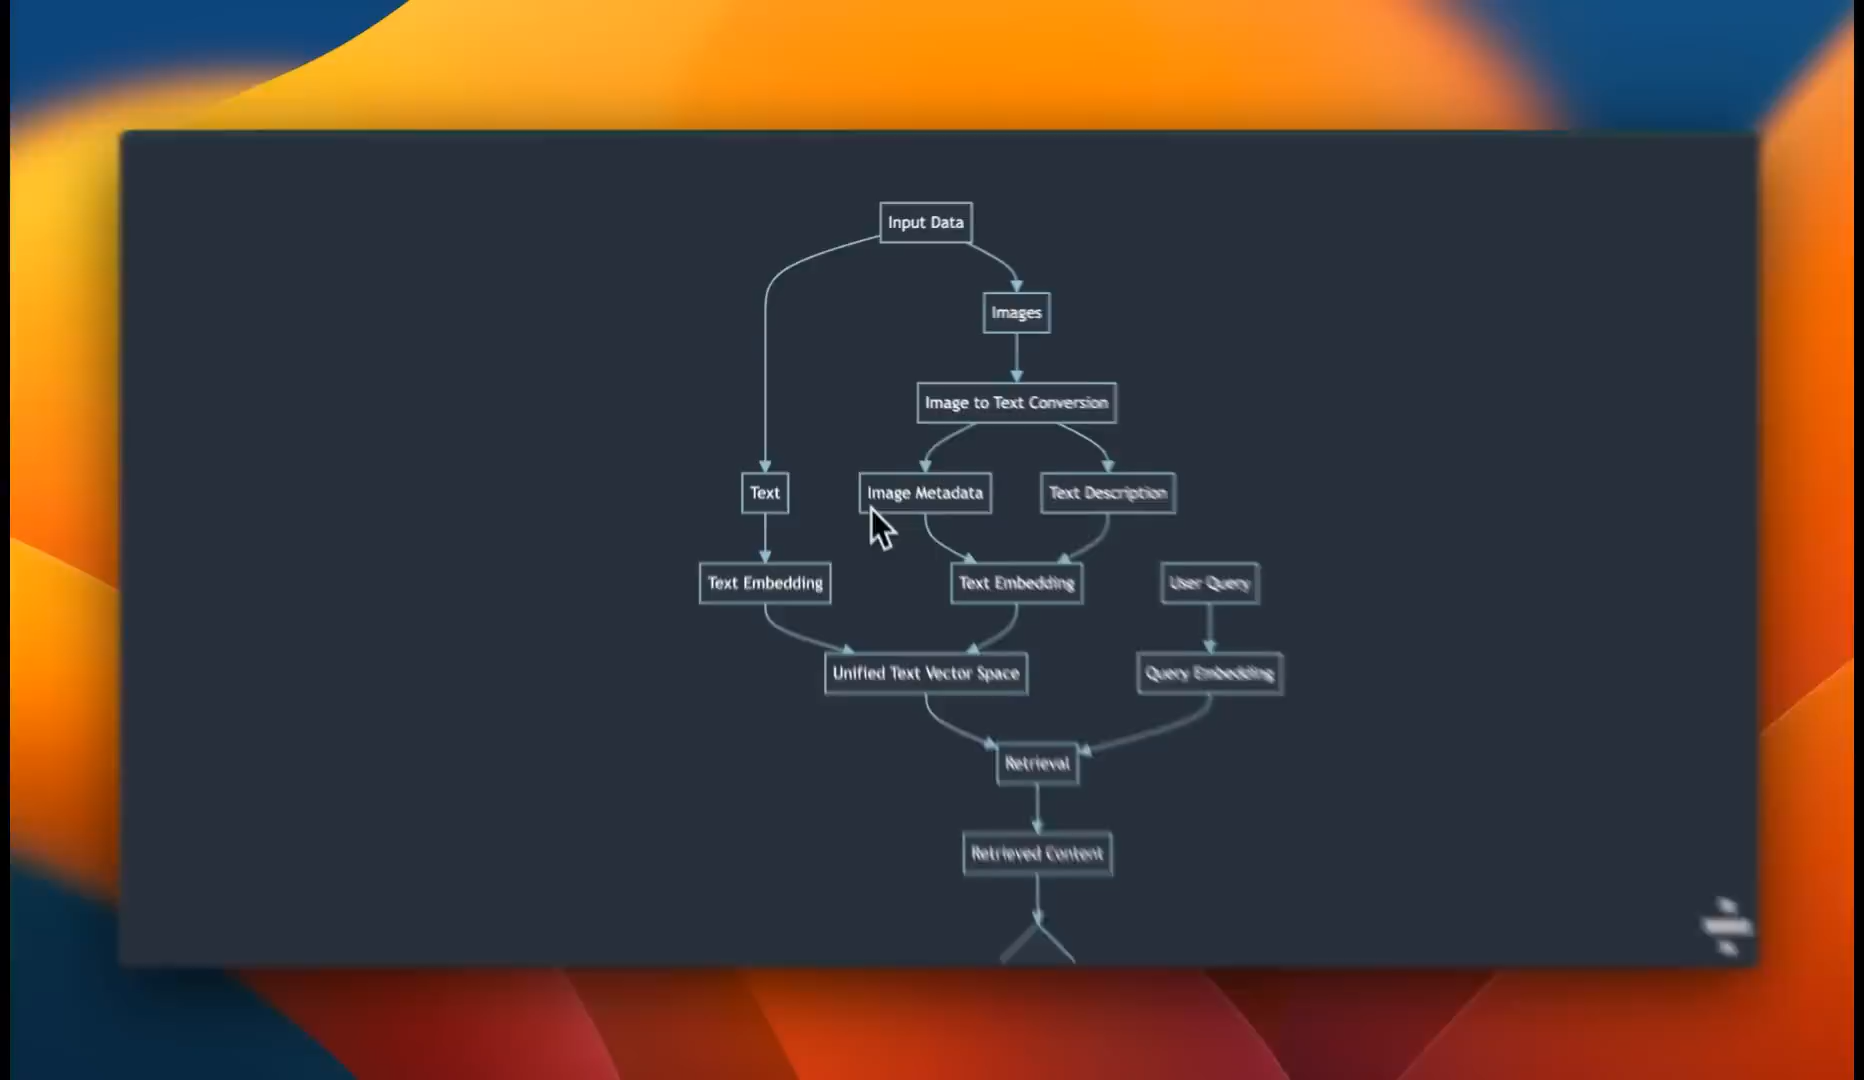 Input Data
Images
Image to Text Conversion
Text
Image Metadata
Text Description
Text Embedding
Text Embedding
User Query
Unified Text Vector Space
Query Embedding
Retrieval
Retrieved Content